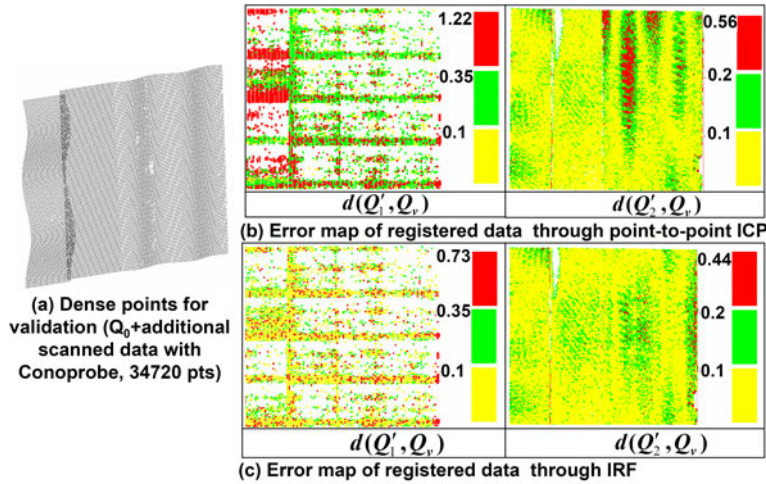 1.22
0.35
0.1
0.56
0.2
0.1
d(Q'₁, Qᵥ)
d(Q'₂, Qᵥ)
(b) Error map of registered data through point-to-point ICP
0.73
0.35
0.1
0.44
0.2
0.1
d(Q'₁, Qᵥ)
d(Q'₂, Qᵥ)
(c) Error map of registered data through IRF
(a) Dense points for
validation (Q₀+additional
scanned data with
Conoprobe, 34720 pts)